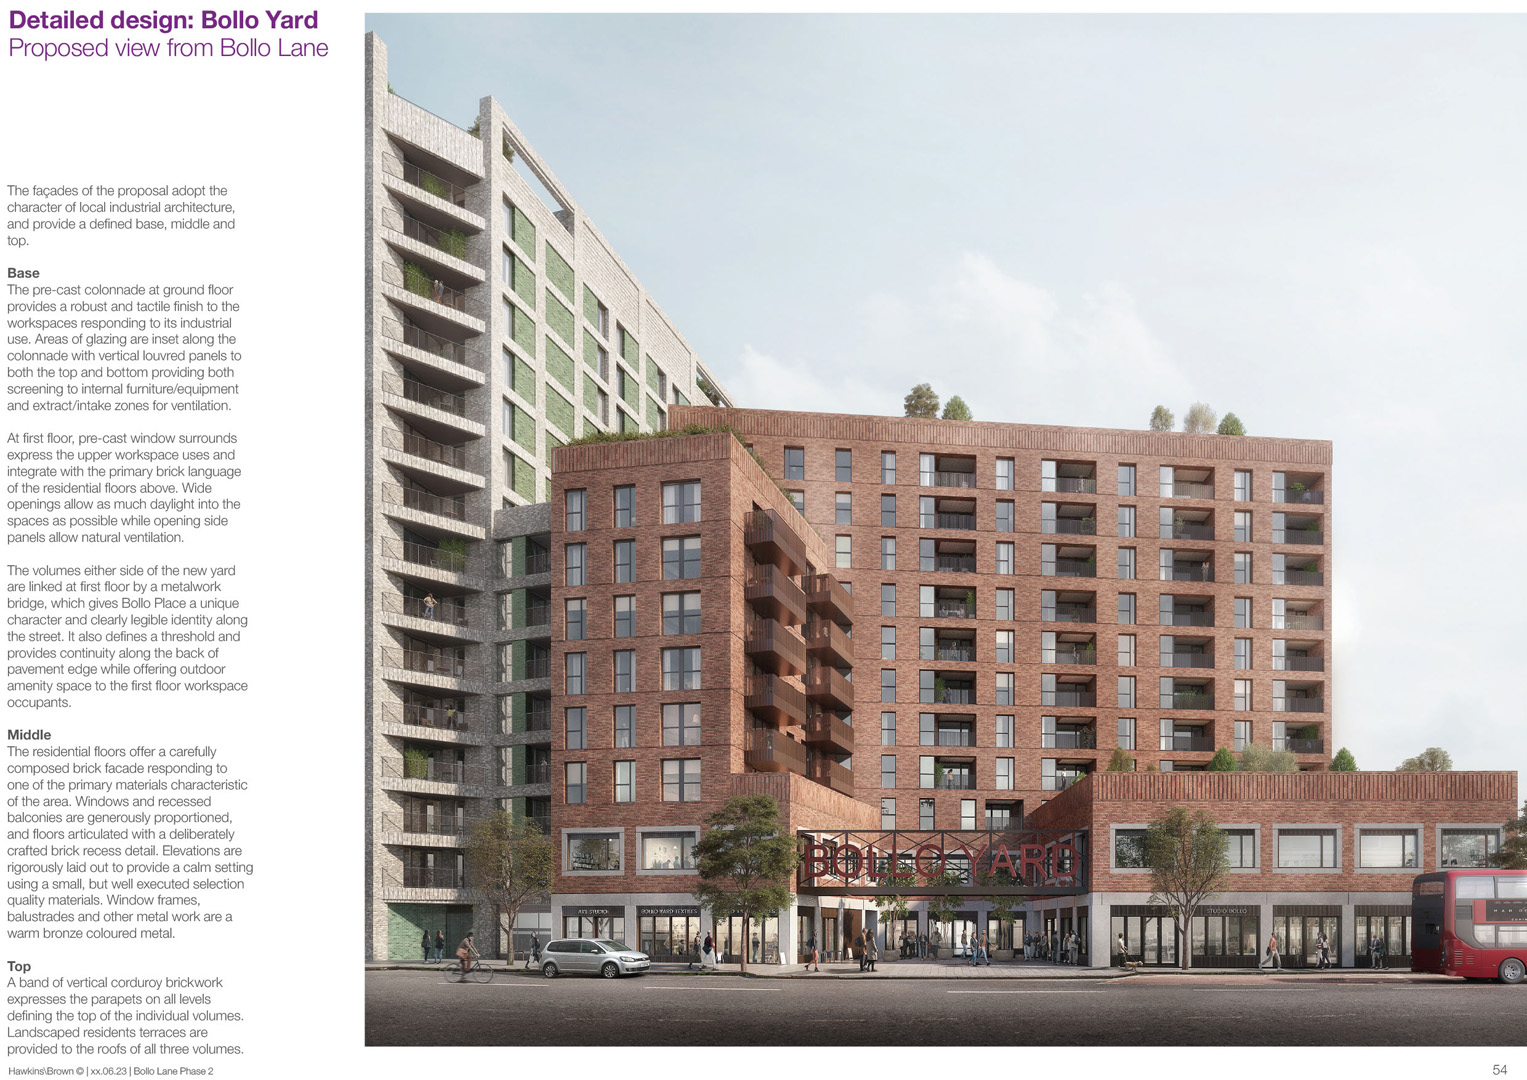 Detailed design: Bollo Yard
Proposed view from Bollo Lane
The façades of the proposal adopt the
character of local industrial architecture,
and provide a defined base, middle and
top.
Base
The pre-cast colonnade at ground floor
provides a robust and tactile finish to the
workspaces responding to its industrial
use. Areas of glazing are inset along the
colonnade with vertical louvred panels to
both the top and bottom providing both
screening to internal furniture/equipment
and extract/intake zones for ventilation.
At first floor, pre-cast window surrounds
express the upper workspace uses and
integrate with the primary brick language
of the residential floors above. Wide
openings allow as much daylight into the
spaces as possible while opening side
panels allow natural ventilation.
The volumes either side of the new yard
are linked at first floor by a metalwork
bridge, which gives Bollo Place a unique
character and clearly legible identity along
the street. It also defines a threshold and
provides continuity along the back of
pavement edge while offering outdoor
amenity space to the first floor workspace
occupants.
Middle
The residential floors offer a carefully
composed brick facade responding to
one of the primary materials characteristic
of the area. Windows and recessed
balconies are generously proportioned,
and floors articulated with a deliberately
crafted brick recess detail. Elevations are
rigorously laid out to provide a calm setting
using a small, but well executed selection
quality materials. Window frames,
balustrades and other metal work are a
warm bronze coloured metal.
Top
A band of vertical corduroy brickwork
expresses the parapets on all levels
defining the top of the individual volumes.
Landscaped residents terraces are
provided to the roofs of all three volumes.
BOLLO YARD
ART STUDIO
BOLLO YARD TEXTILES
STUDIO BOLLO
Hawkins\Brown © | xx.06.23 | Bollo Lane Phase 2
54